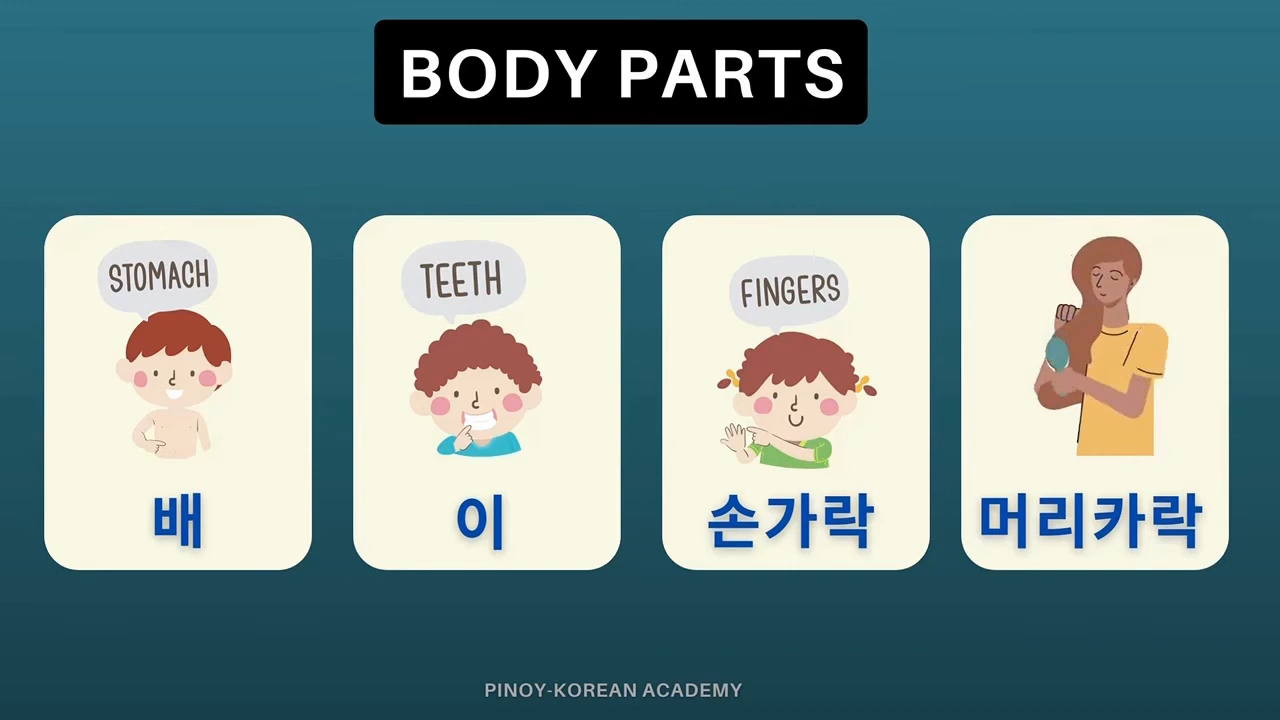 BODY PARTS
STOMACH
배
TEETH
이
FINGERS
손가락
머리카락
PINOY-KOREAN ACADEMY